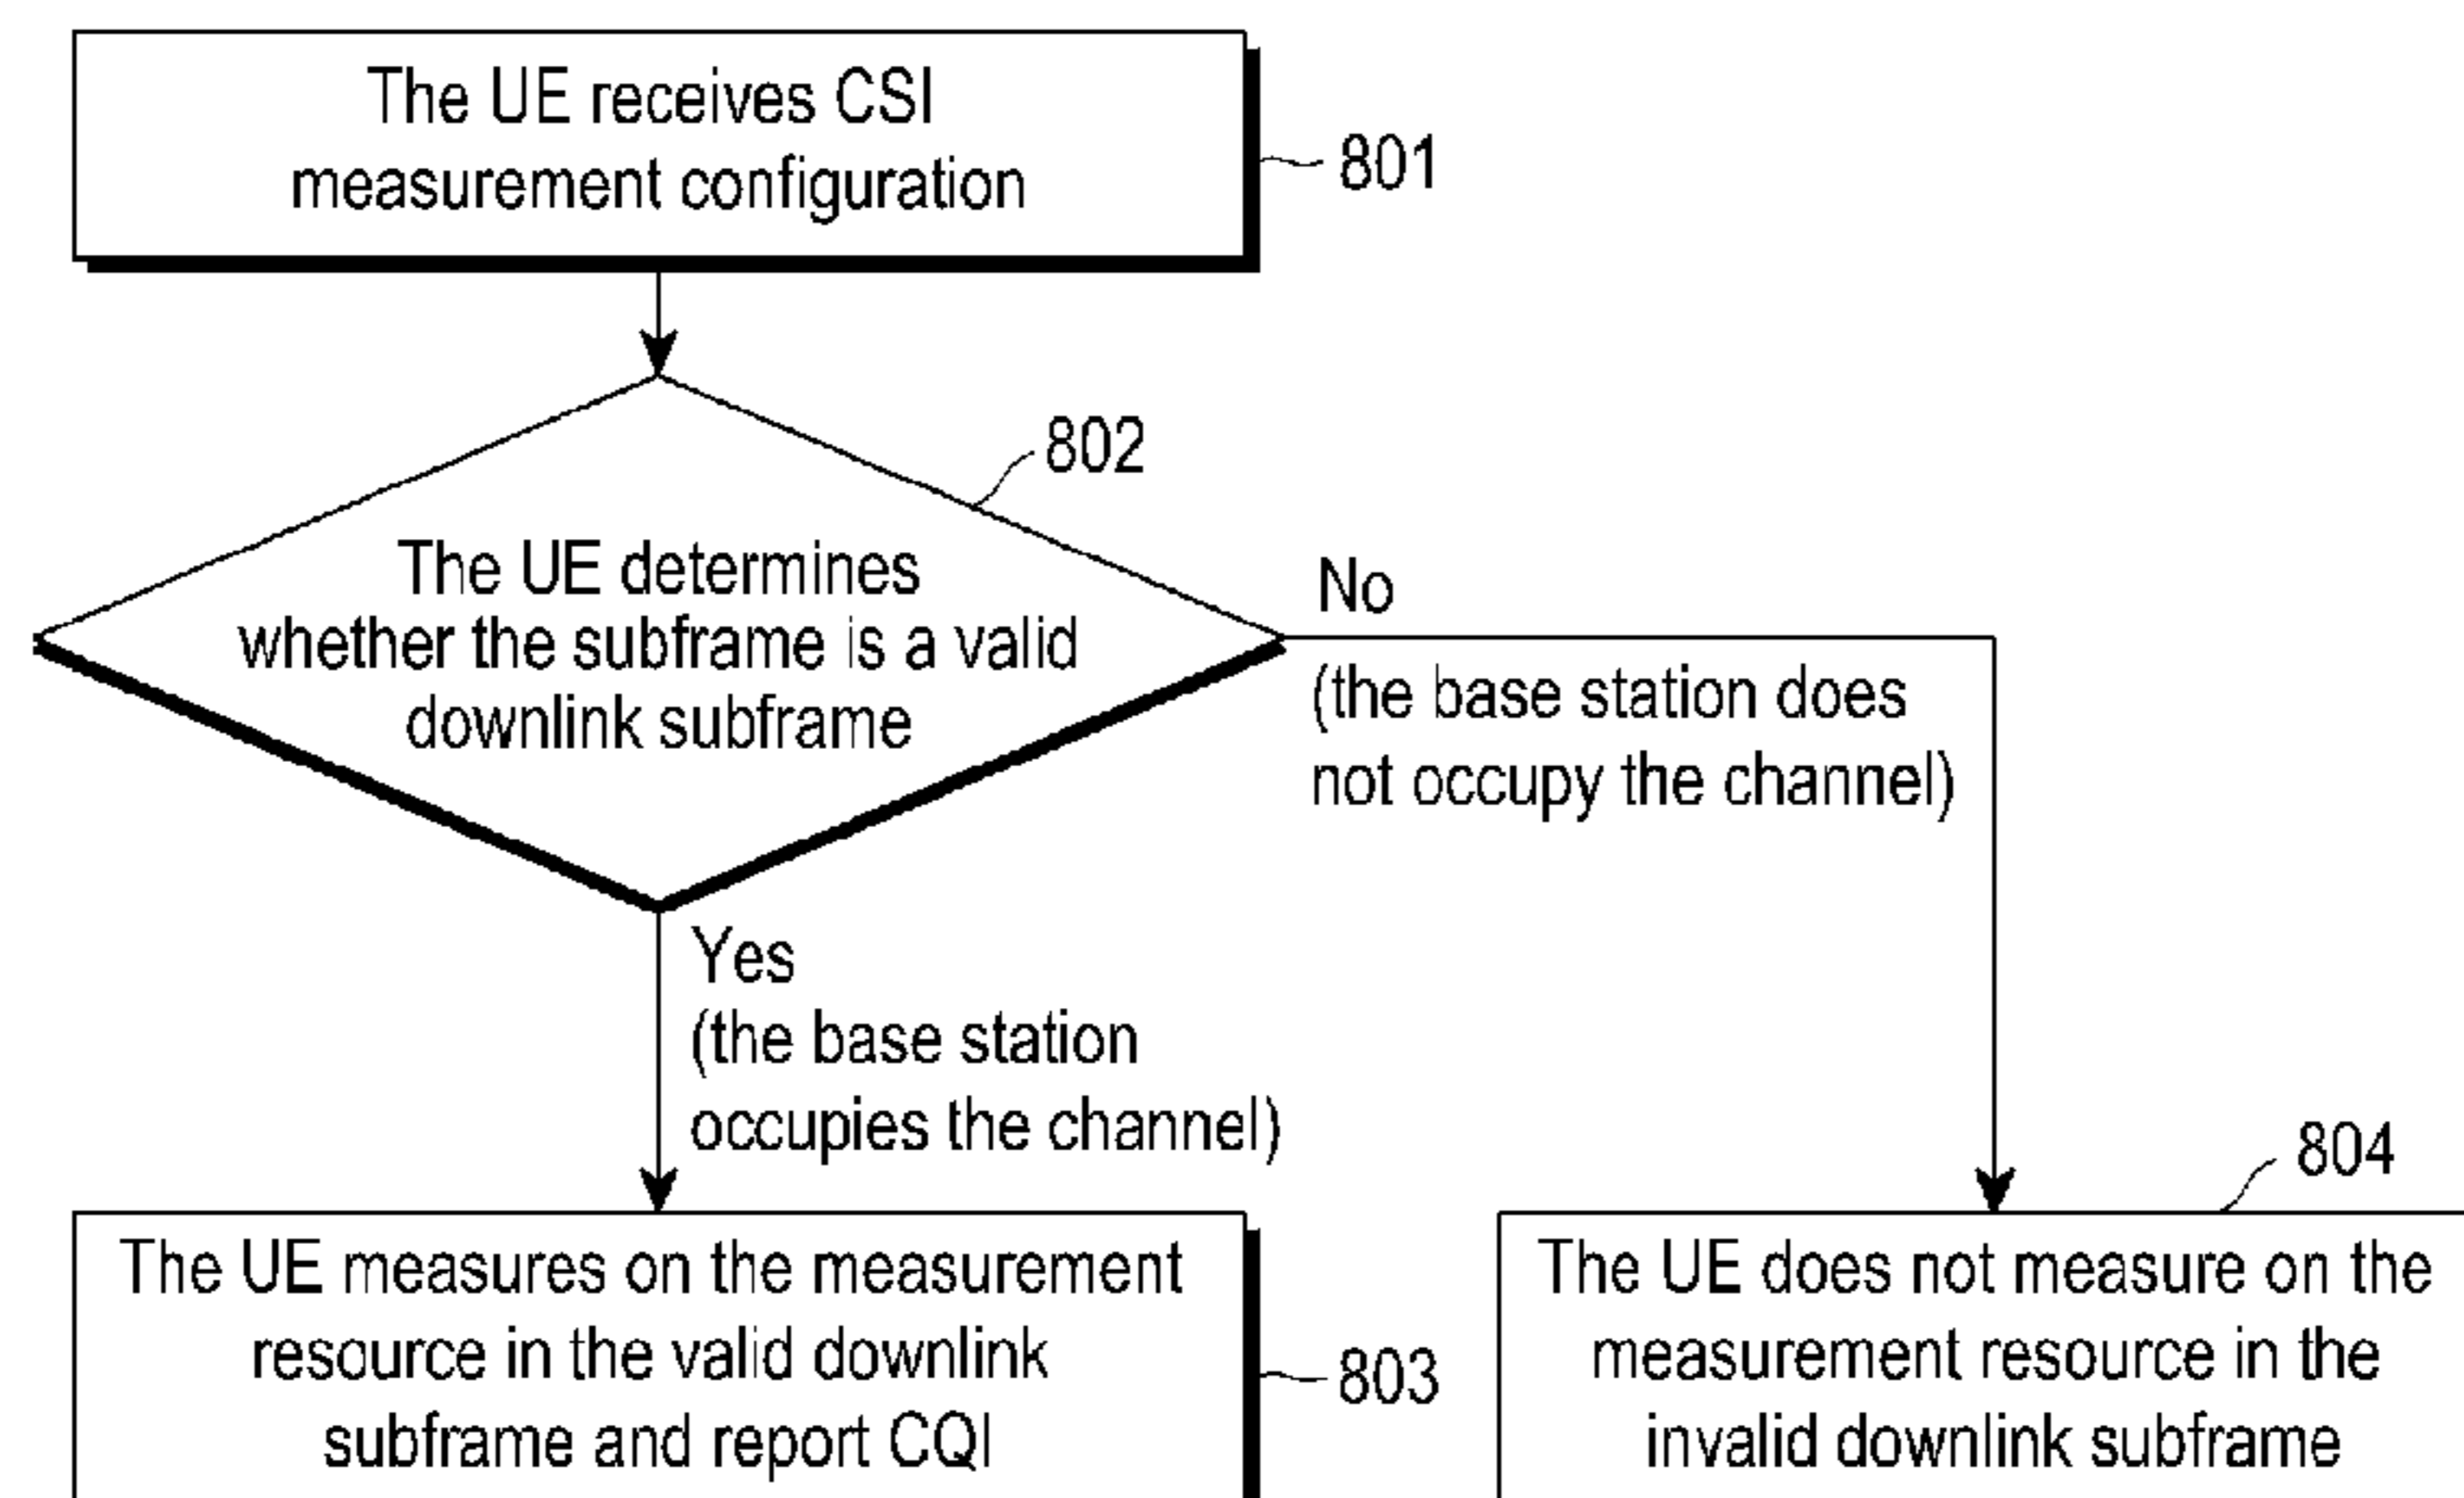 The UE receives CSI
measurement configuration
801
802
The UE determines
whether the subframe is a valid
downlink subframe
No
(the base station does
not occupy the channel)
Yes
(the base station
occupies the channel)
The UE measures on the measurement
resource in the valid downlink
subframe and report CQI
803
804
The UE does not measure on the
measurement resource in the
invalid downlink subframe